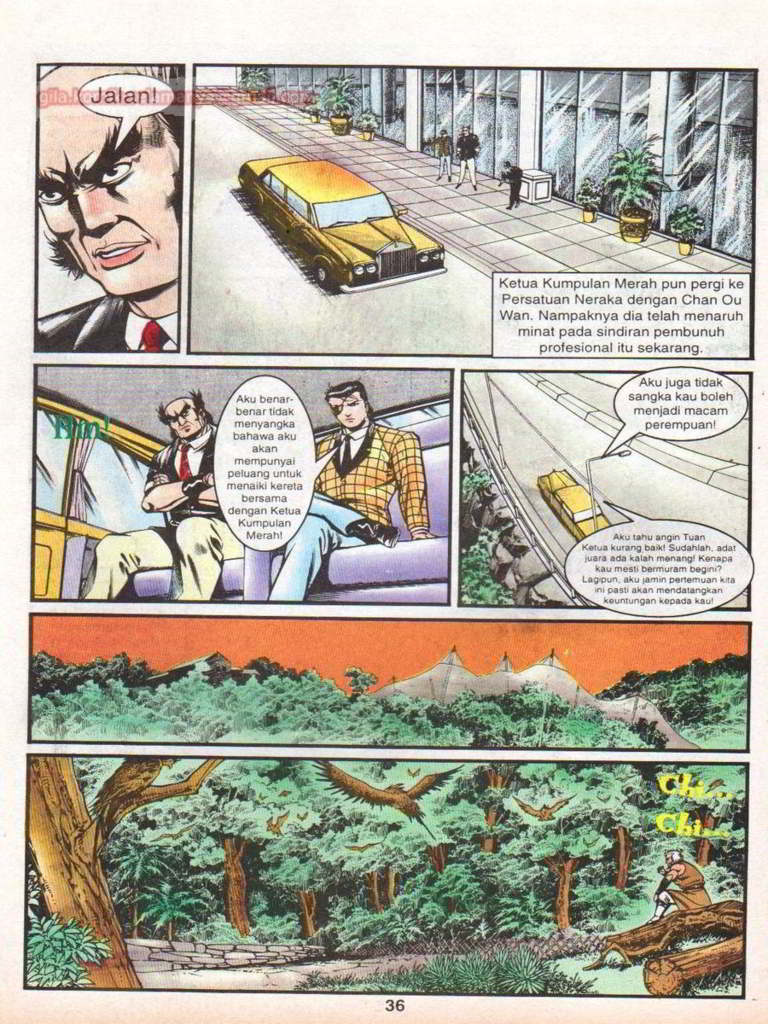 Jalan!
Ketua Kumpulan Merah pun pergi ke
Persatuan Neraka dengan Chan Ou
Wan. Nampaknya dia telah menaruh
minat pada sindiran pembunuh
profesional itu sekarang.
Hm!
Aku benar-
benar tidak
menyangka
bahawa aku
akan
mempunyai
peluang untuk
menaiki kereta
bersama
dengan Ketua
Kumpulan
Merah!
Aku juga tidak
sangka kau boleh
menjadi macam
perempuan!
Aku tahu angin Tuan
Ketua kurang baik! Sudahlah, adat
juara ada kalah menang! Kenapa
kau mesti bermuram begini?
Lagipun, aku jamin pertemuan kita
ini pasti akan mendatangkan
keuntungan kepada kau!
Chi...
Chi...
36